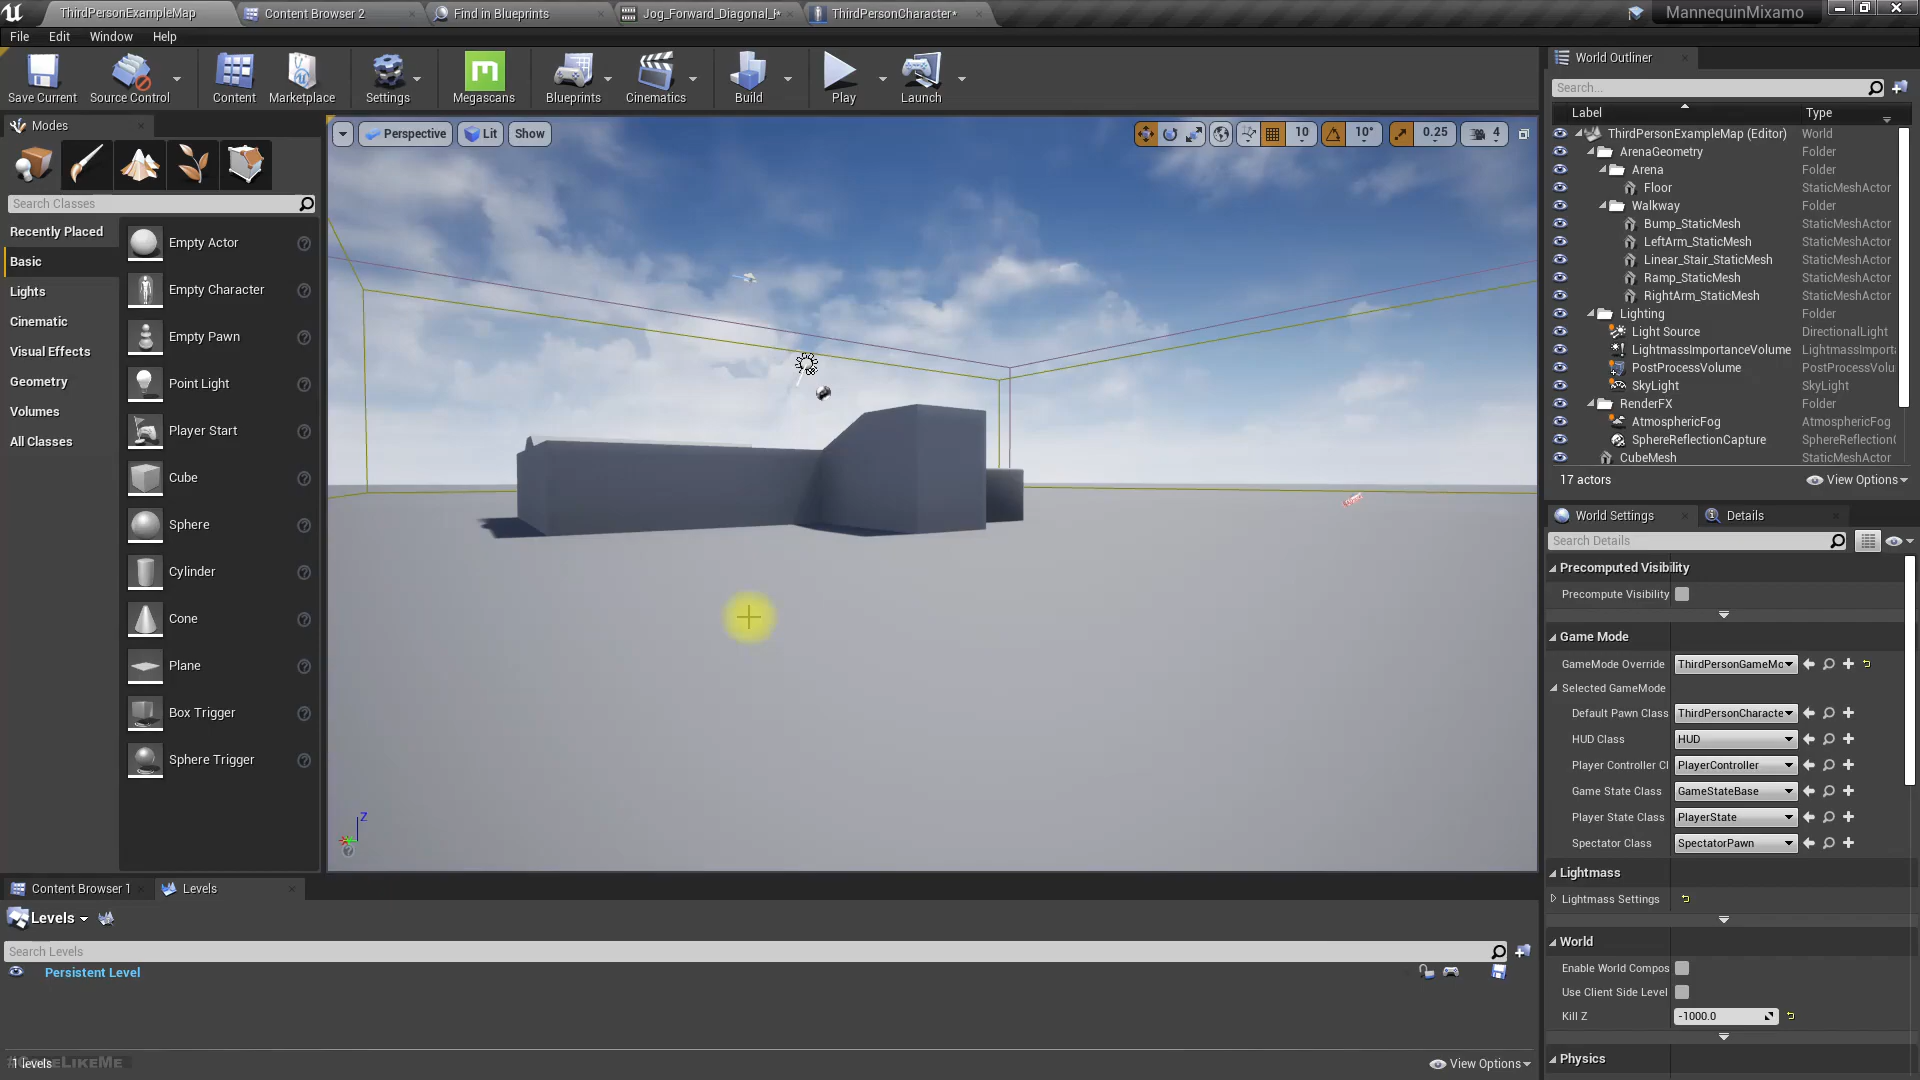 ThirdPersonExampleMap
Content Browser 2
Find in Blueprints
Jog_Forward_Diagonal_
ThirdPersonCharacter*
MannequinMixamo
File
Edit
Window
Help
Save Current
Source Control
Content
Marketplace
Settings
Megascans
Blueprints
Cinematics
Build
Play
Launch
Modes
Search Classes
Recently Placed
Basic
Lights
Cinematic
Visual Effects
Geometry
Volumes
All Classes
Empty Actor
Empty Character
Empty Pawn
Point Light
Player Start
Cube
Sphere
Cylinder
Cone
Plane
Box Trigger
Sphere Trigger
Perspective
Lit
Show
10
10°
0.25
4
Z
World Outliner
Search...
Label
Type
ThirdPersonExampleMap (Editor) World
ArenaGeometry Folder
Arena Folder
Floor StaticMeshActor
Walkway Folder
Bump_StaticMesh StaticMeshActor
LeftArm_StaticMesh StaticMeshActor
Linear_Stair_StaticMesh StaticMeshActor
Ramp_StaticMesh StaticMeshActor
RightArm_StaticMesh StaticMeshActor
Lighting Folder
Light Source DirectionalLight
LightmassImportanceVolume LightmassImporta
PostProcessVolume PostProcessVolu
SkyLight SkyLight
RenderFX Folder
AtmosphericFog AtmosphericFog
SphereReflectionCapture SphereReflectionC
CubeMesh StaticMeshActor
17 actors
View Options
World Settings
Details
Search Details
Precomputed Visibility
Precompute Visibility
Game Mode
GameMode Override ThirdPersonGameMo
Selected GameMode
Default Pawn Class ThirdPersonCharacte
HUD Class HUD
Player Controller Cl PlayerController
Game State Class GameStateBase
Player State Class PlayerState
Spectator Class SpectatorPawn
Lightmass
Lightmass Settings
World
Enable World Compos
Use Client Side Level
Kill Z -1000.0
Physics
Content Browser 1
Levels
Levels
Search Levels
Persistent Level
1 levels
View Options